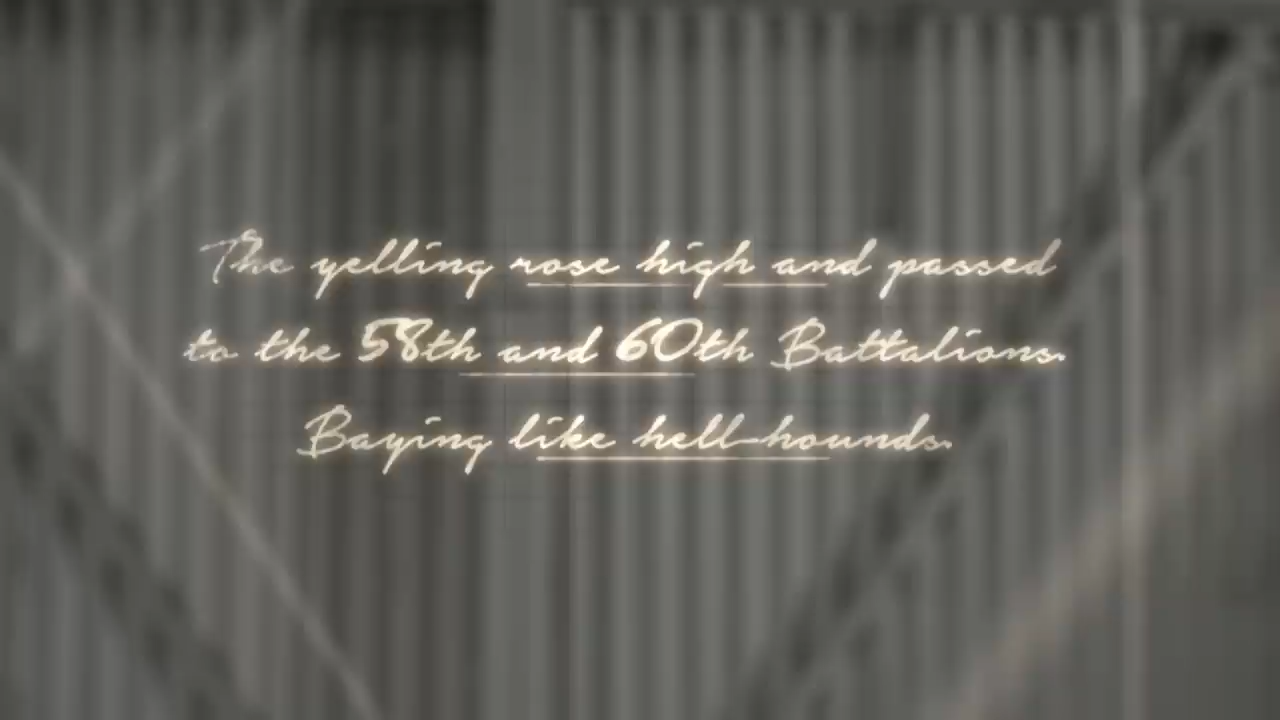 The yelling rose high and passed
to the 58th and 60th Battalions.
Baying like hell-hounds.